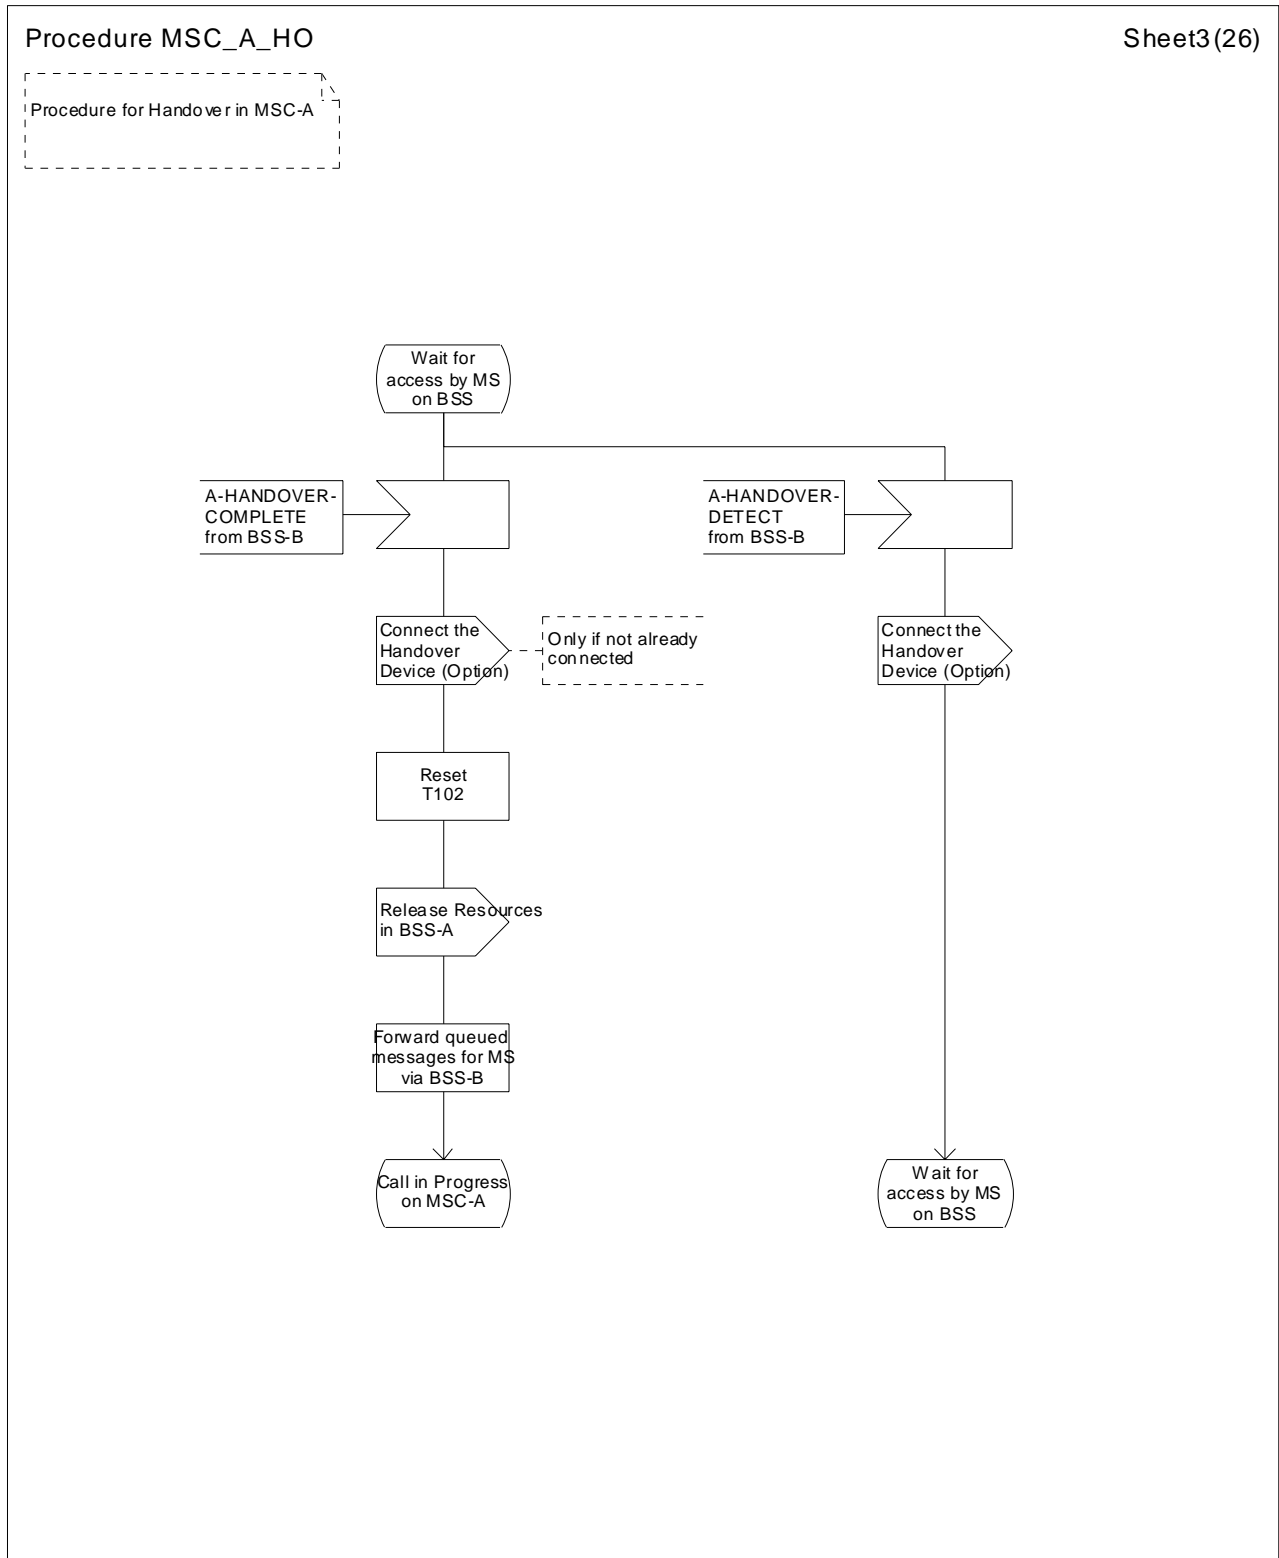 Procedure MSC_A_HO
Sheet3(26)
Procedure for Handover in MSC-A
Wait for
access by MS
on BSS
A-HANDOVER-
COMPLETE
from BSS-B
A-HANDOVER-
DETECT
from BSS-B
Connect the
Handover
Device (Option)
Only if not already
connected
Connect the
Handover
Device (Option)
Reset
T102
Release Resources
in BSS-A
Forward queued
messages for MS
via BSS-B
Call in Progress
on MSC-A
Wait for
access by MS
on BSS